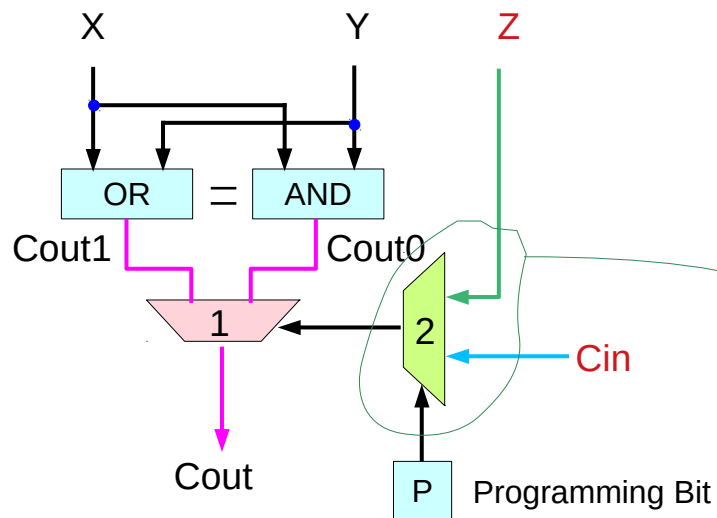 X Y Z
OR = AND
Cout1 Cout0
1 2
Cin
Cout
P Programming Bit